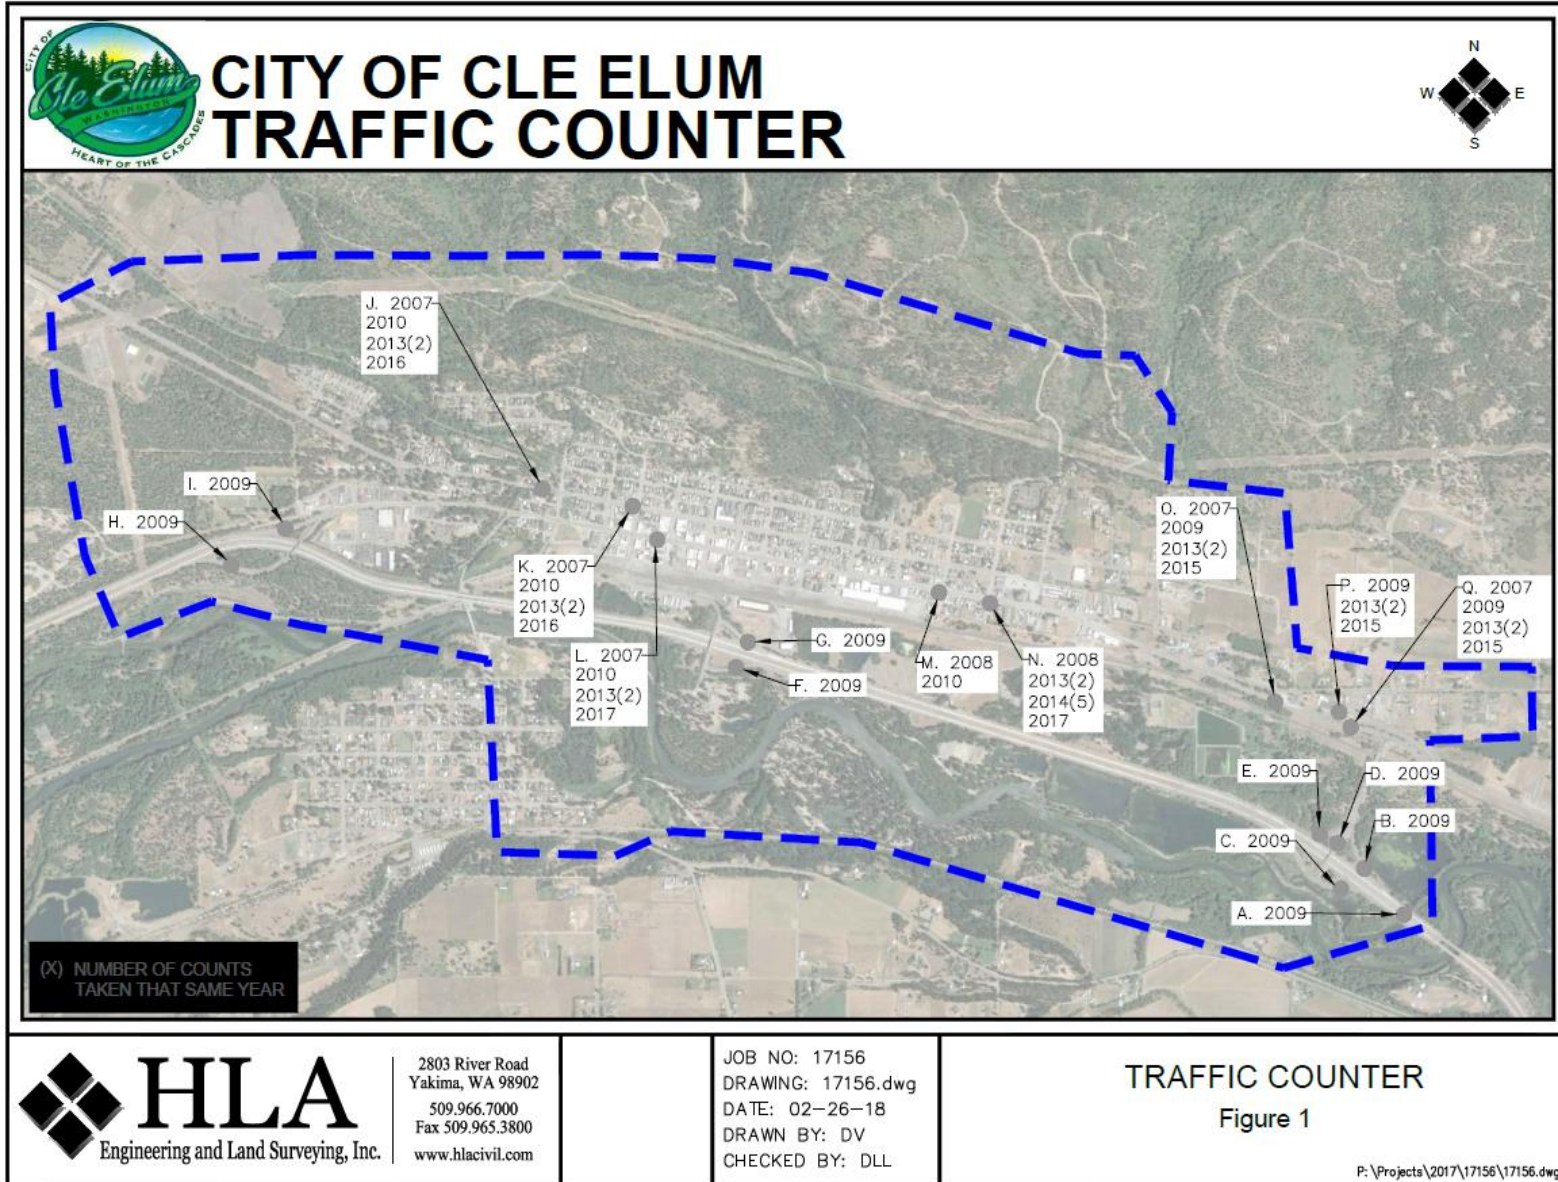 CITY OF
Cle Elum
WASHINGTON
HEART OF THE CASCADES
CITY OF CLE ELUM
TRAFFIC COUNTER
N
W E
S
J. 2007
2010
2013(2)
2016
I. 2009
H. 2009
K. 2007
2010
2013(2)
2016
L. 2007
2010
2013(2)
2017
G. 2009
F. 2009
M. 2008
2010
N. 2008
2013(2)
2014(5)
2017
O. 2007
2009
2013(2)
2015
P. 2009
2013(2)
2015
Q. 2007
2009
2013(2)
2015
E. 2009
D. 2009
C. 2009
B. 2009
A. 2009
(X) NUMBER OF COUNTS
TAKEN THAT SAME YEAR
HLA
Engineering and Land Surveying, Inc.
2803 River Road
Yakima, WA 98902
509.966.7000
Fax 509.965.3800
www.hlacivil.com
JOB NO: 17156
DRAWING: 17156.dwg
DATE: 02-26-18
DRAWN BY: DV
CHECKED BY: DLL
TRAFFIC COUNTER
Figure 1
P:\Projects\2017\17156\17156.dwg